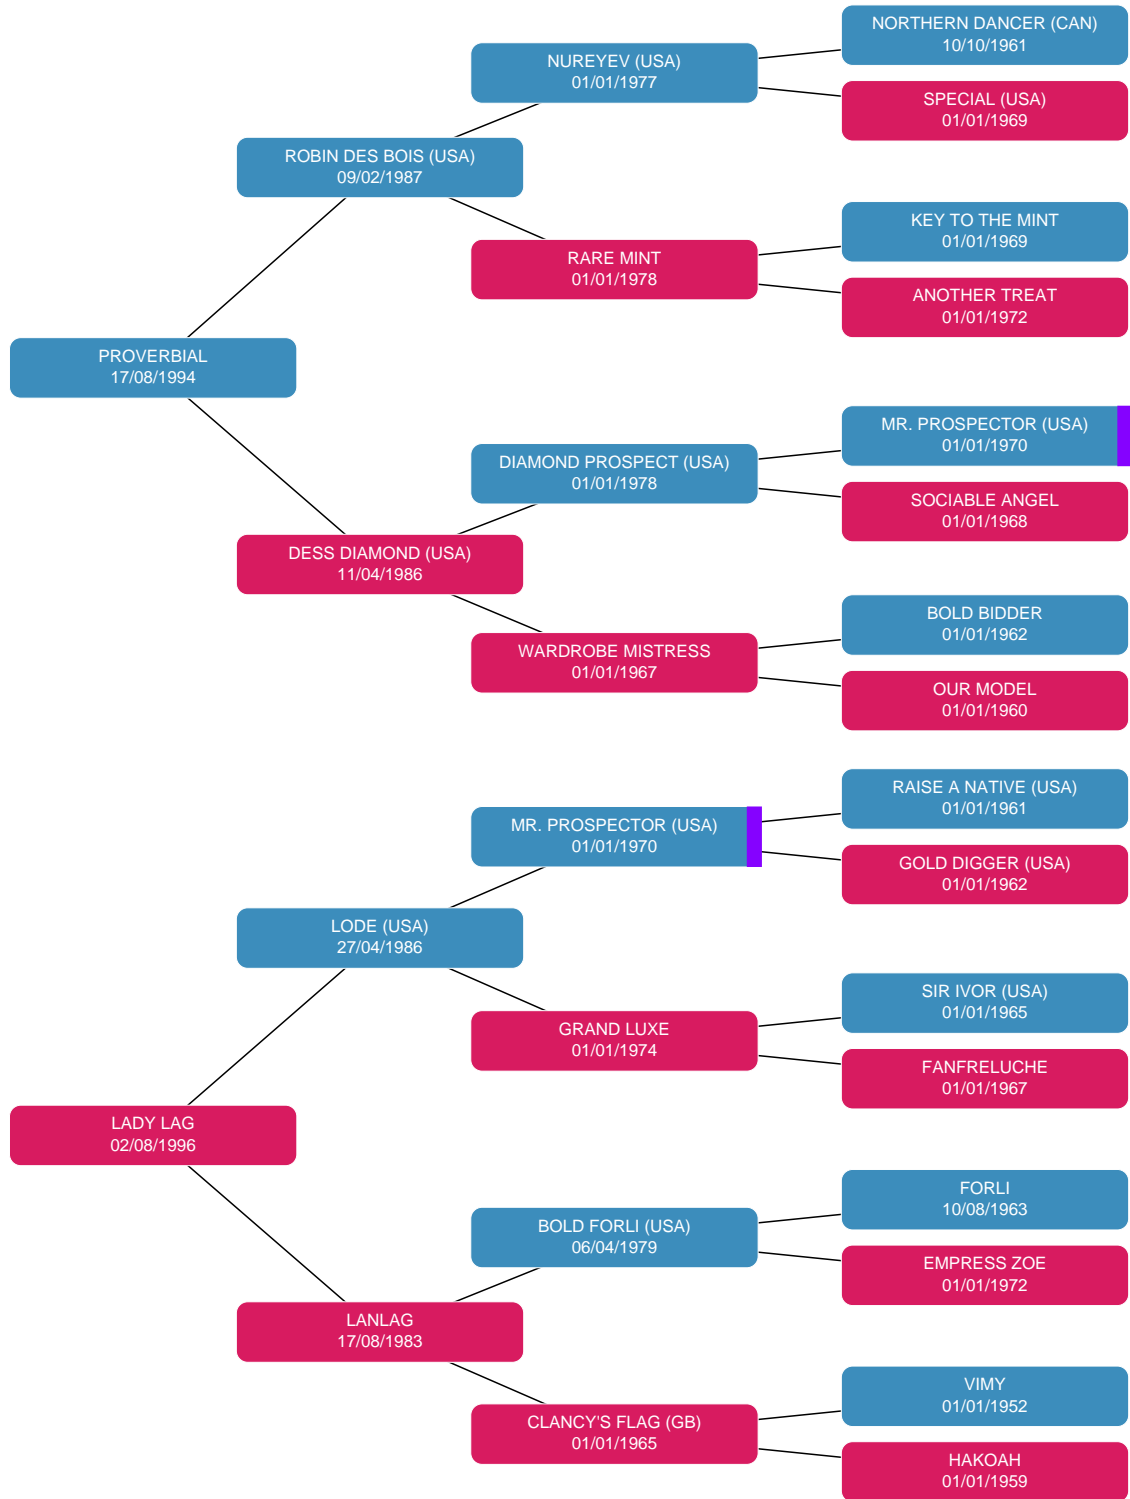 NORTHERN DANCER (CAN)
10/10/1961
NUREYEV (USA)
01/01/1977
SPECIAL (USA)
01/01/1969
ROBIN DES BOIS (USA)
09/02/1987
KEY TO THE MINT
01/01/1969
RARE MINT
01/01/1978
ANOTHER TREAT
01/01/1972
PROVERBIAL
17/08/1994
MR. PROSPECTOR (USA)
01/01/1970
DIAMOND PROSPECT (USA)
01/01/1978
SOCIABLE ANGEL
01/01/1968
DESS DIAMOND (USA)
11/04/1986
BOLD BIDDER
01/01/1962
WARDROBE MISTRESS
01/01/1967
OUR MODEL
01/01/1960
RAISE A NATIVE (USA)
01/01/1961
MR. PROSPECTOR (USA)
01/01/1970
GOLD DIGGER (USA)
01/01/1962
LODE (USA)
27/04/1986
SIR IVOR (USA)
01/01/1965
GRAND LUXE
01/01/1974
FANFRELUCHE
01/01/1967
LADY LAG
02/08/1996
FORLI
10/08/1963
BOLD FORLI (USA)
06/04/1979
EMPRESS ZOE
01/01/1972
LANLAG
17/08/1983
VIMY
01/01/1952
CLANCY'S FLAG (GB)
01/01/1965
HAKOAH
01/01/1959